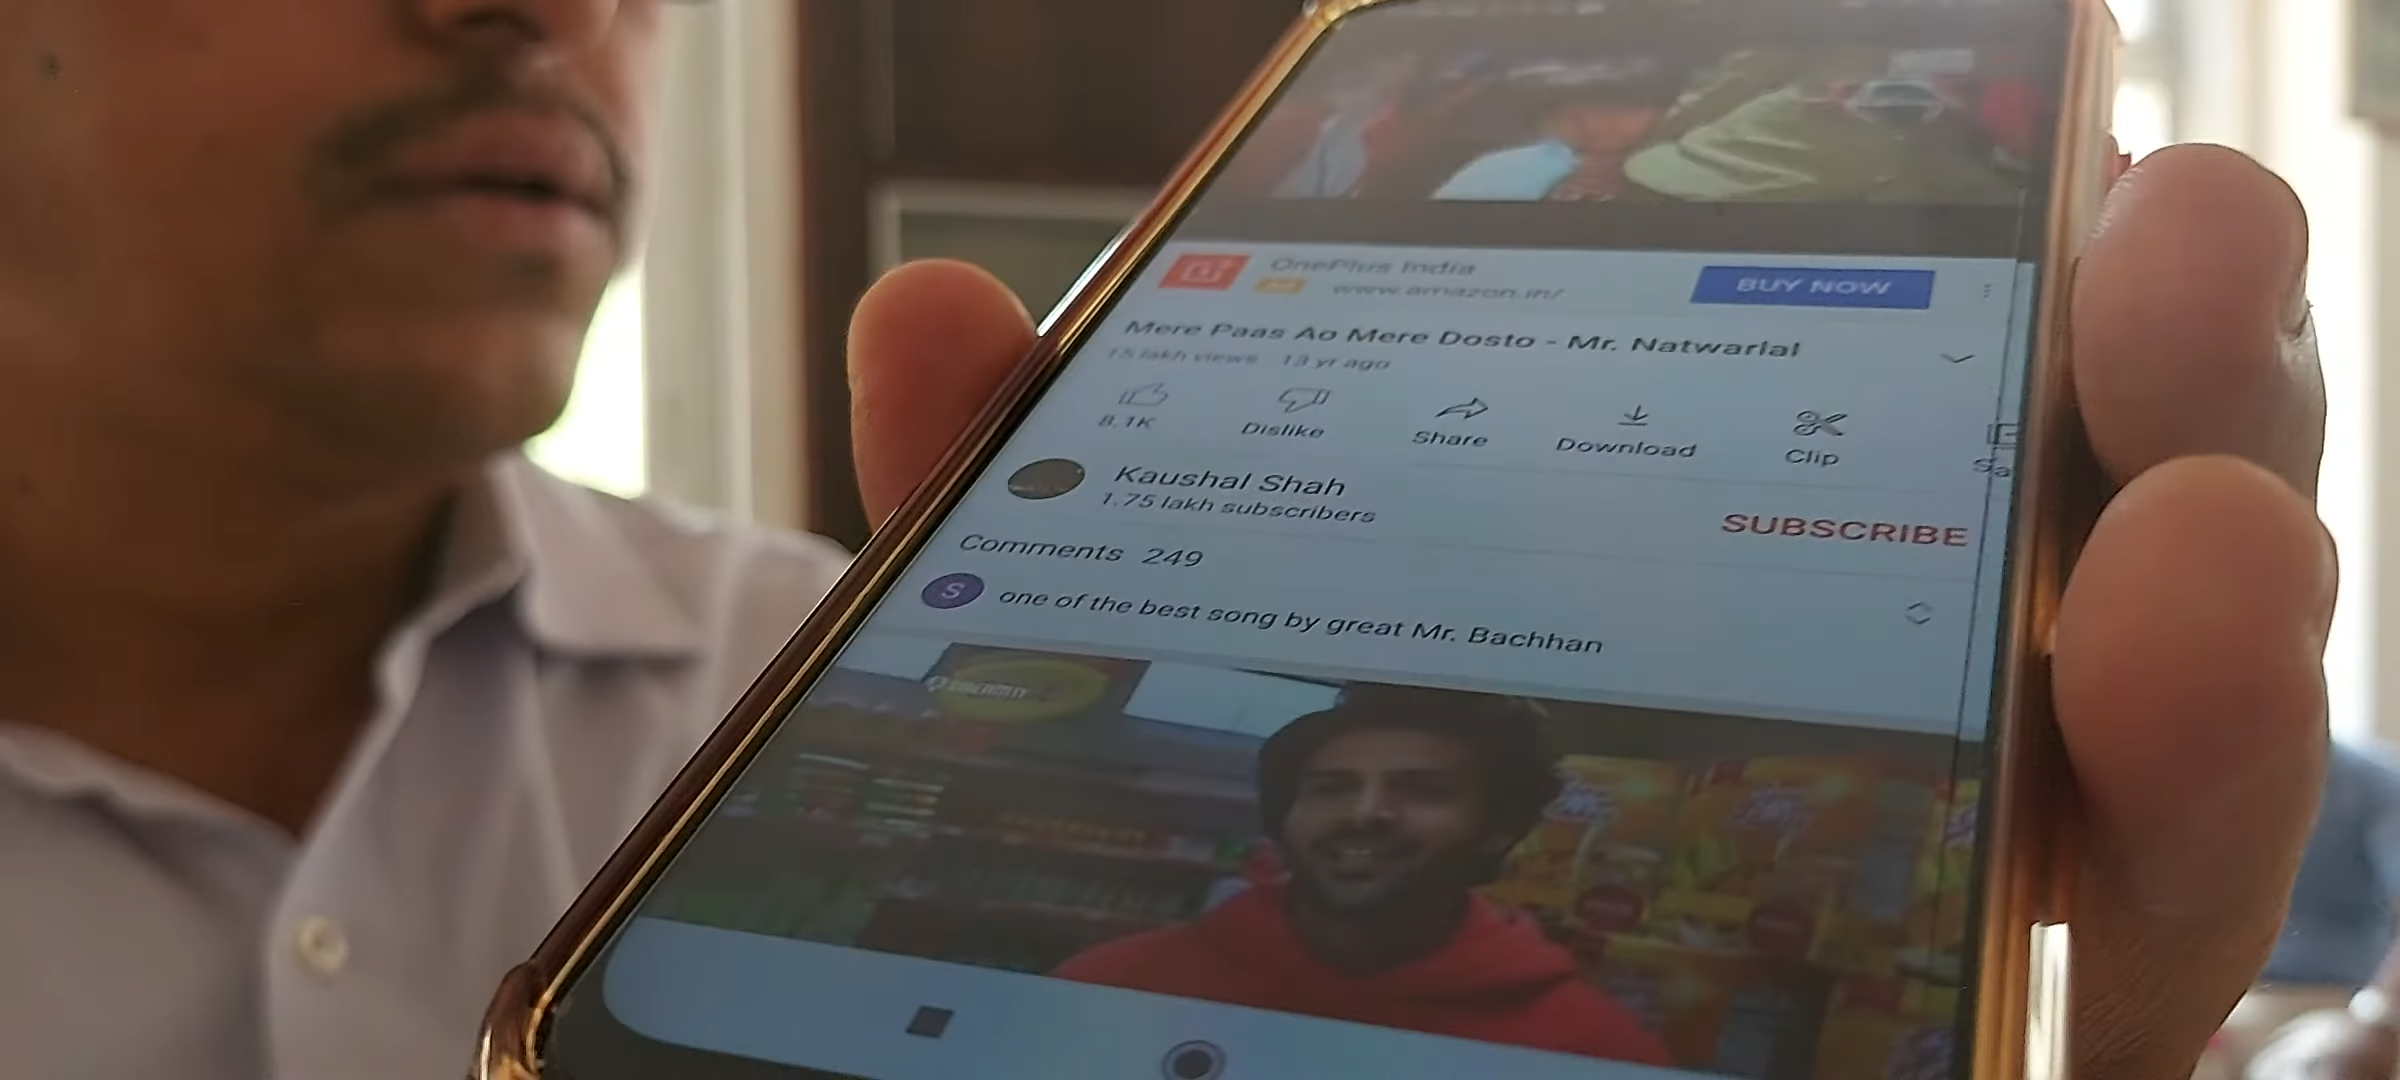 OnePlus India
BUY NOW
Ad
www.amazon.in/
Mere Paas Ao Mere Dosto - Mr. Natwarlal
15 lakh views 13 yr ago
8.1K
Dislike
Share
Download
Clip
Sa
Kaushal Shah
1.75 lakh subscribers
SUBSCRIBE
Comments 249
S
one of the best song by great Mr. Bachhan